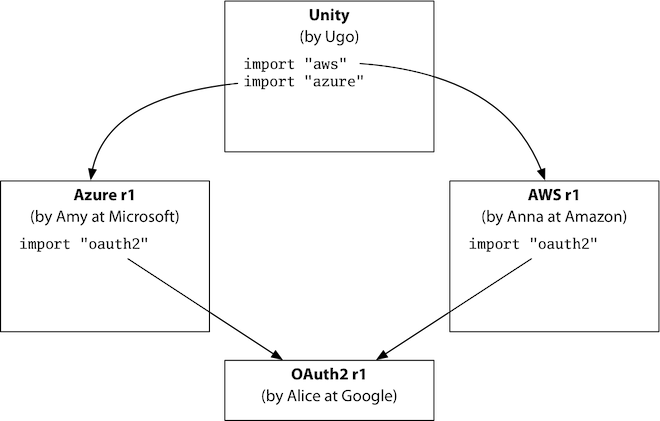 Unity
(by Ugo)
import "aws"
import "azure"
Azure r1
(by Amy at Microsoft)
import "oauth2"
AWS r1
(by Anna at Amazon)
import "oauth2"
OAuth2 r1
(by Alice at Google)